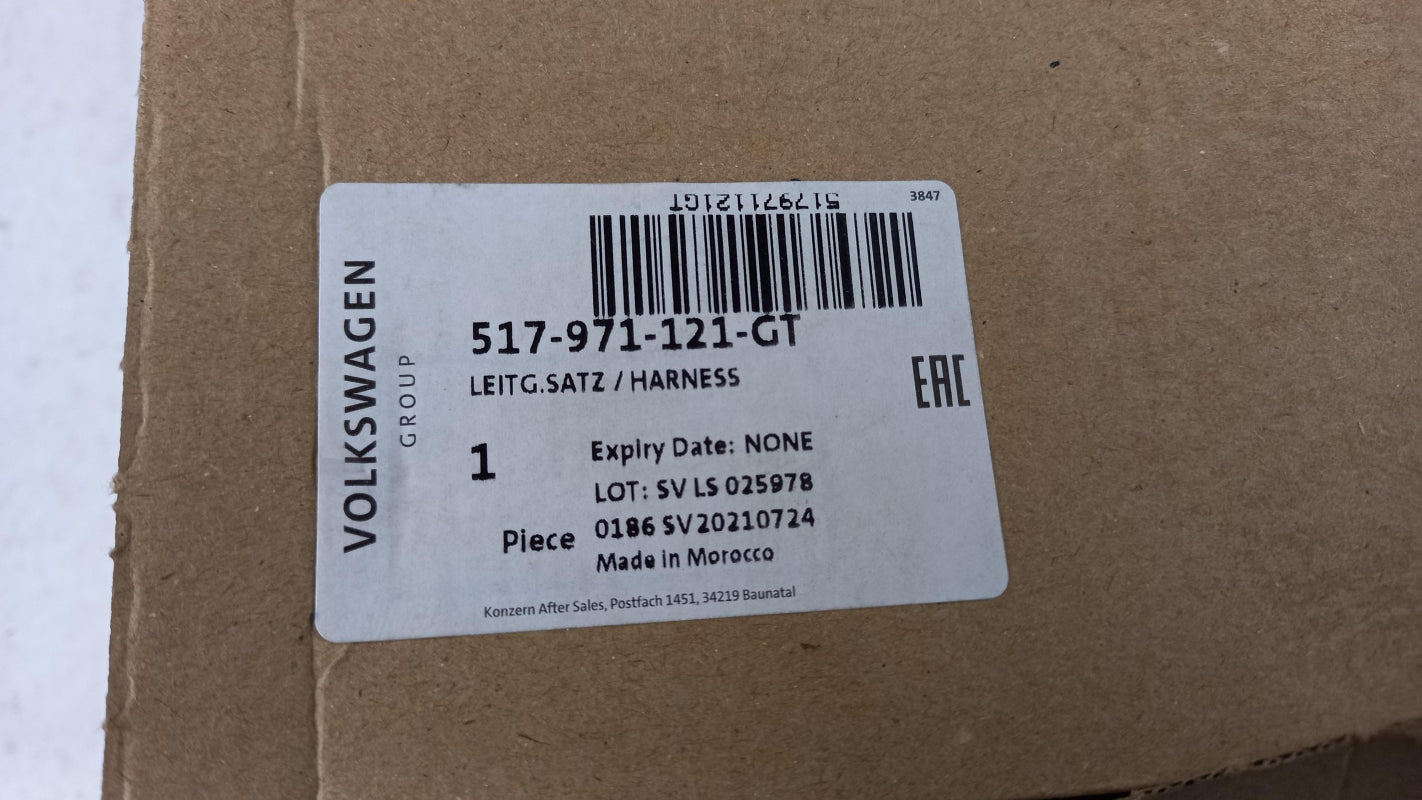 VOLKSWAGEN
GROUP
517971121GT
3847
517-971-121-GT
LEITG.SATZ / HARNESS
EAC
1
Piece
Expiry Date: NONE
LOT: SV LS 025978
0186 SV20210724
Made in Morocco
Konzern After Sales, Postfach 1451, 34219 Baunatal